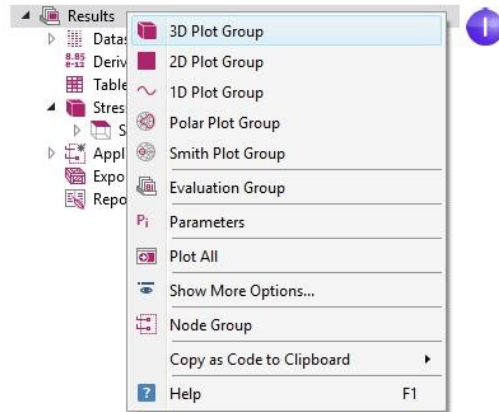 Results
3D Plot Group
Datas
2D Plot Group
8.85
e-12
Deriv
Table
1D Plot Group
Stres
Polar Plot Group
S
Smith Plot Group
Appl
Expo
Evaluation Group
Repo
Pi
Parameters
Plot All
Show More Options...
Node Group
Copy as Code to Clipboard
?
Help F1